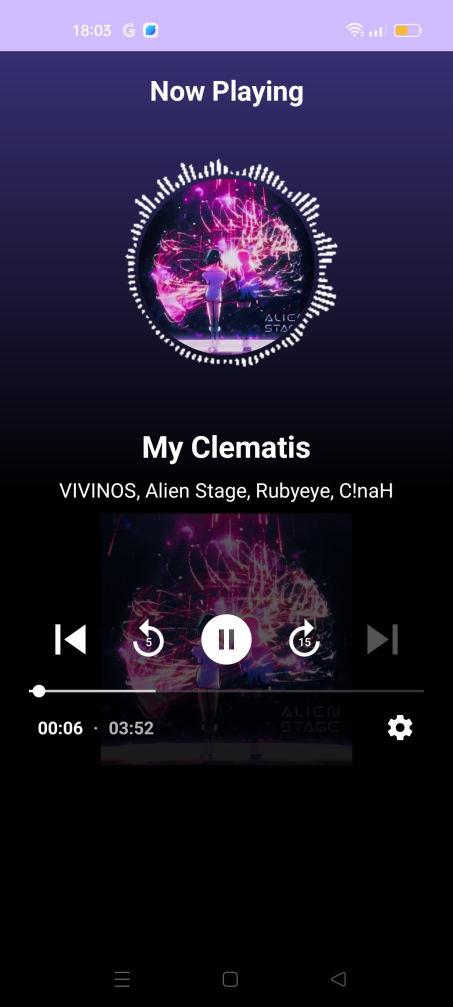 18:03
Now Playing
ALIEN
STAGE
My Clematis
VIVINOS, Alien Stage, Rubyeye, C!naH
5
15
ALIEN
STAGE
00:06 · 03:52